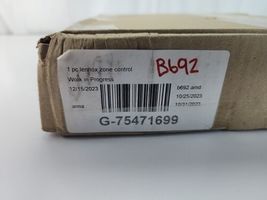 B692
1 pc lennox zone control
Work in Progress
12/15/2023 b692 amd
10/25/2023
arma 10/31/2023
G-75471699